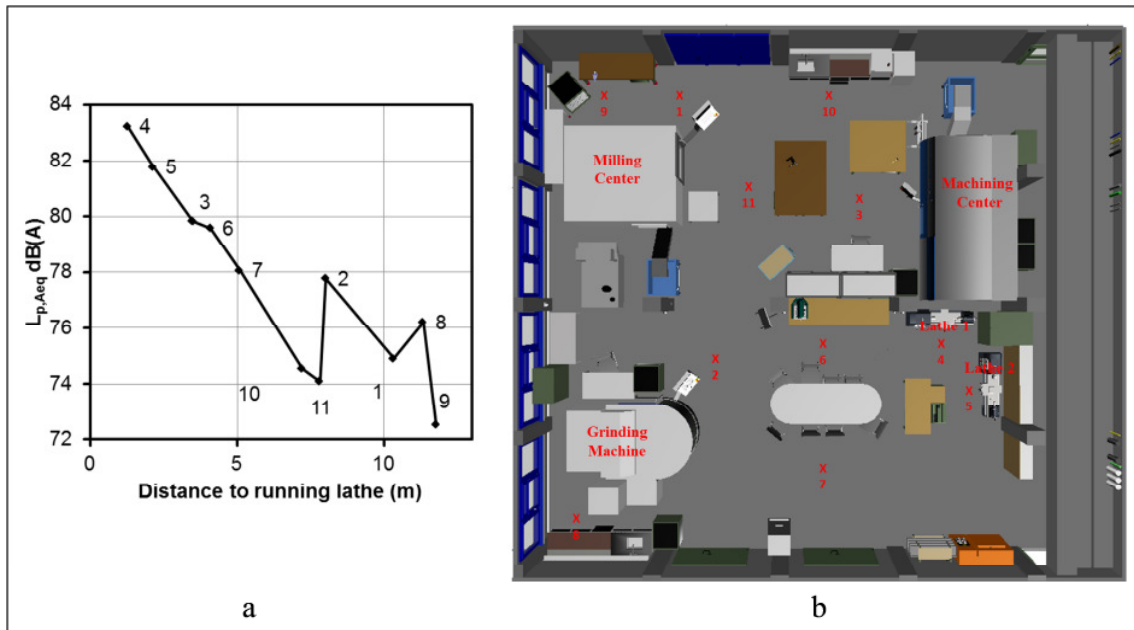 84
82
80
78
76
74
72
0
5
10
4
5
3
6
7
2
10
11
1
8
9
L p,Aeq dB(A)
Distance to running lathe (m)
a
X
9
X
1
X
10
Milling
Center
X
11
X
3
Machining
Center
Lathe 1
X
2
X
6
X
4
Lathe 2
X
5
Grinding
Machine
X
7
X
8
b